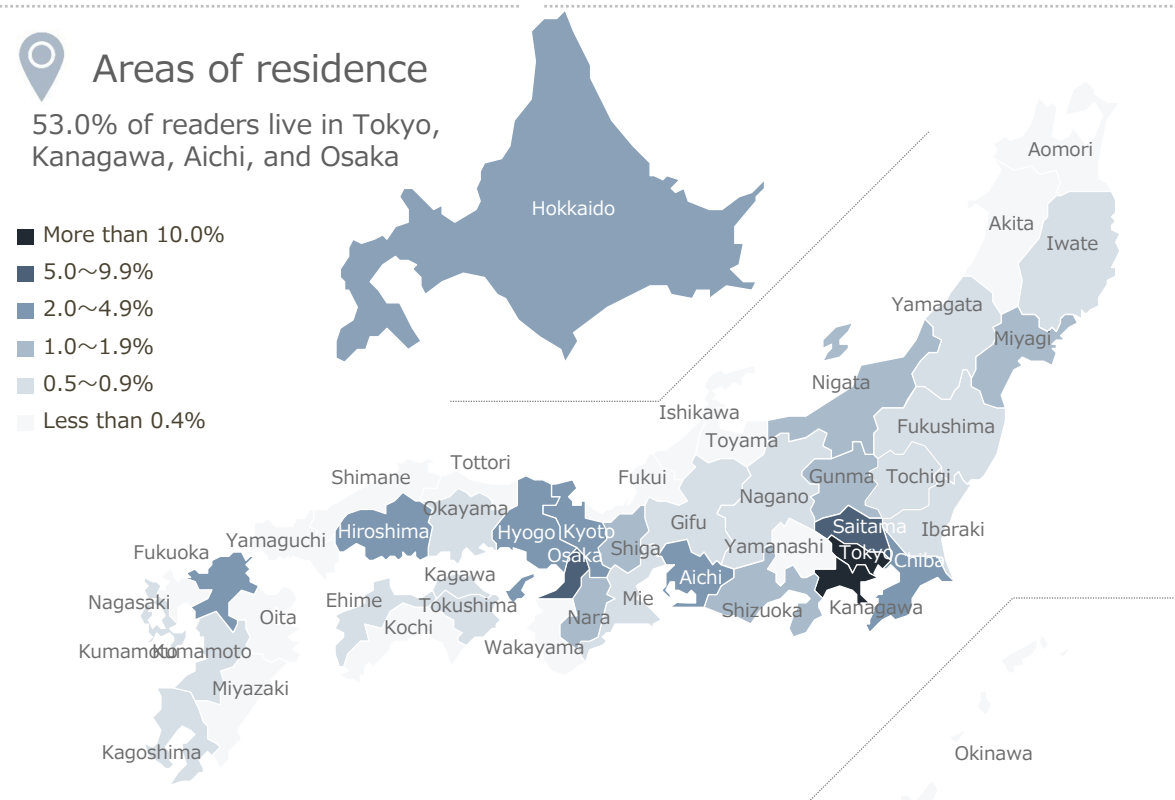 Areas of residence
53.0% of readers live in Tokyo,
Kanagawa, Aichi, and Osaka
More than 10.0%
5.0～9.9%
2.0～4.9%
1.0～1.9%
0.5～0.9%
Less than 0.4%
Hokkaido
Aomori
Akita
Iwate
Yamagata
Miyagi
Nigata
Fukushima
Ishikawa
Toyama
Fukui
Gunma
Tochigi
Nagano
Ibaraki
Saitama
Tokyo
Chiba
Kanagawa
Yamanashi
Gifu
Shizuoka
Aichi
Mie
Shiga
Kyoto
Osaka
Hyogo
Nara
Wakayama
Tottori
Shimane
Okayama
Hiroshima
Yamaguchi
Kagawa
Tokushima
Ehime
Kochi
Fukuoka
Nagasaki
Oita
Kumamoto
Kumamoto
Miyazaki
Kagoshima
Okinawa